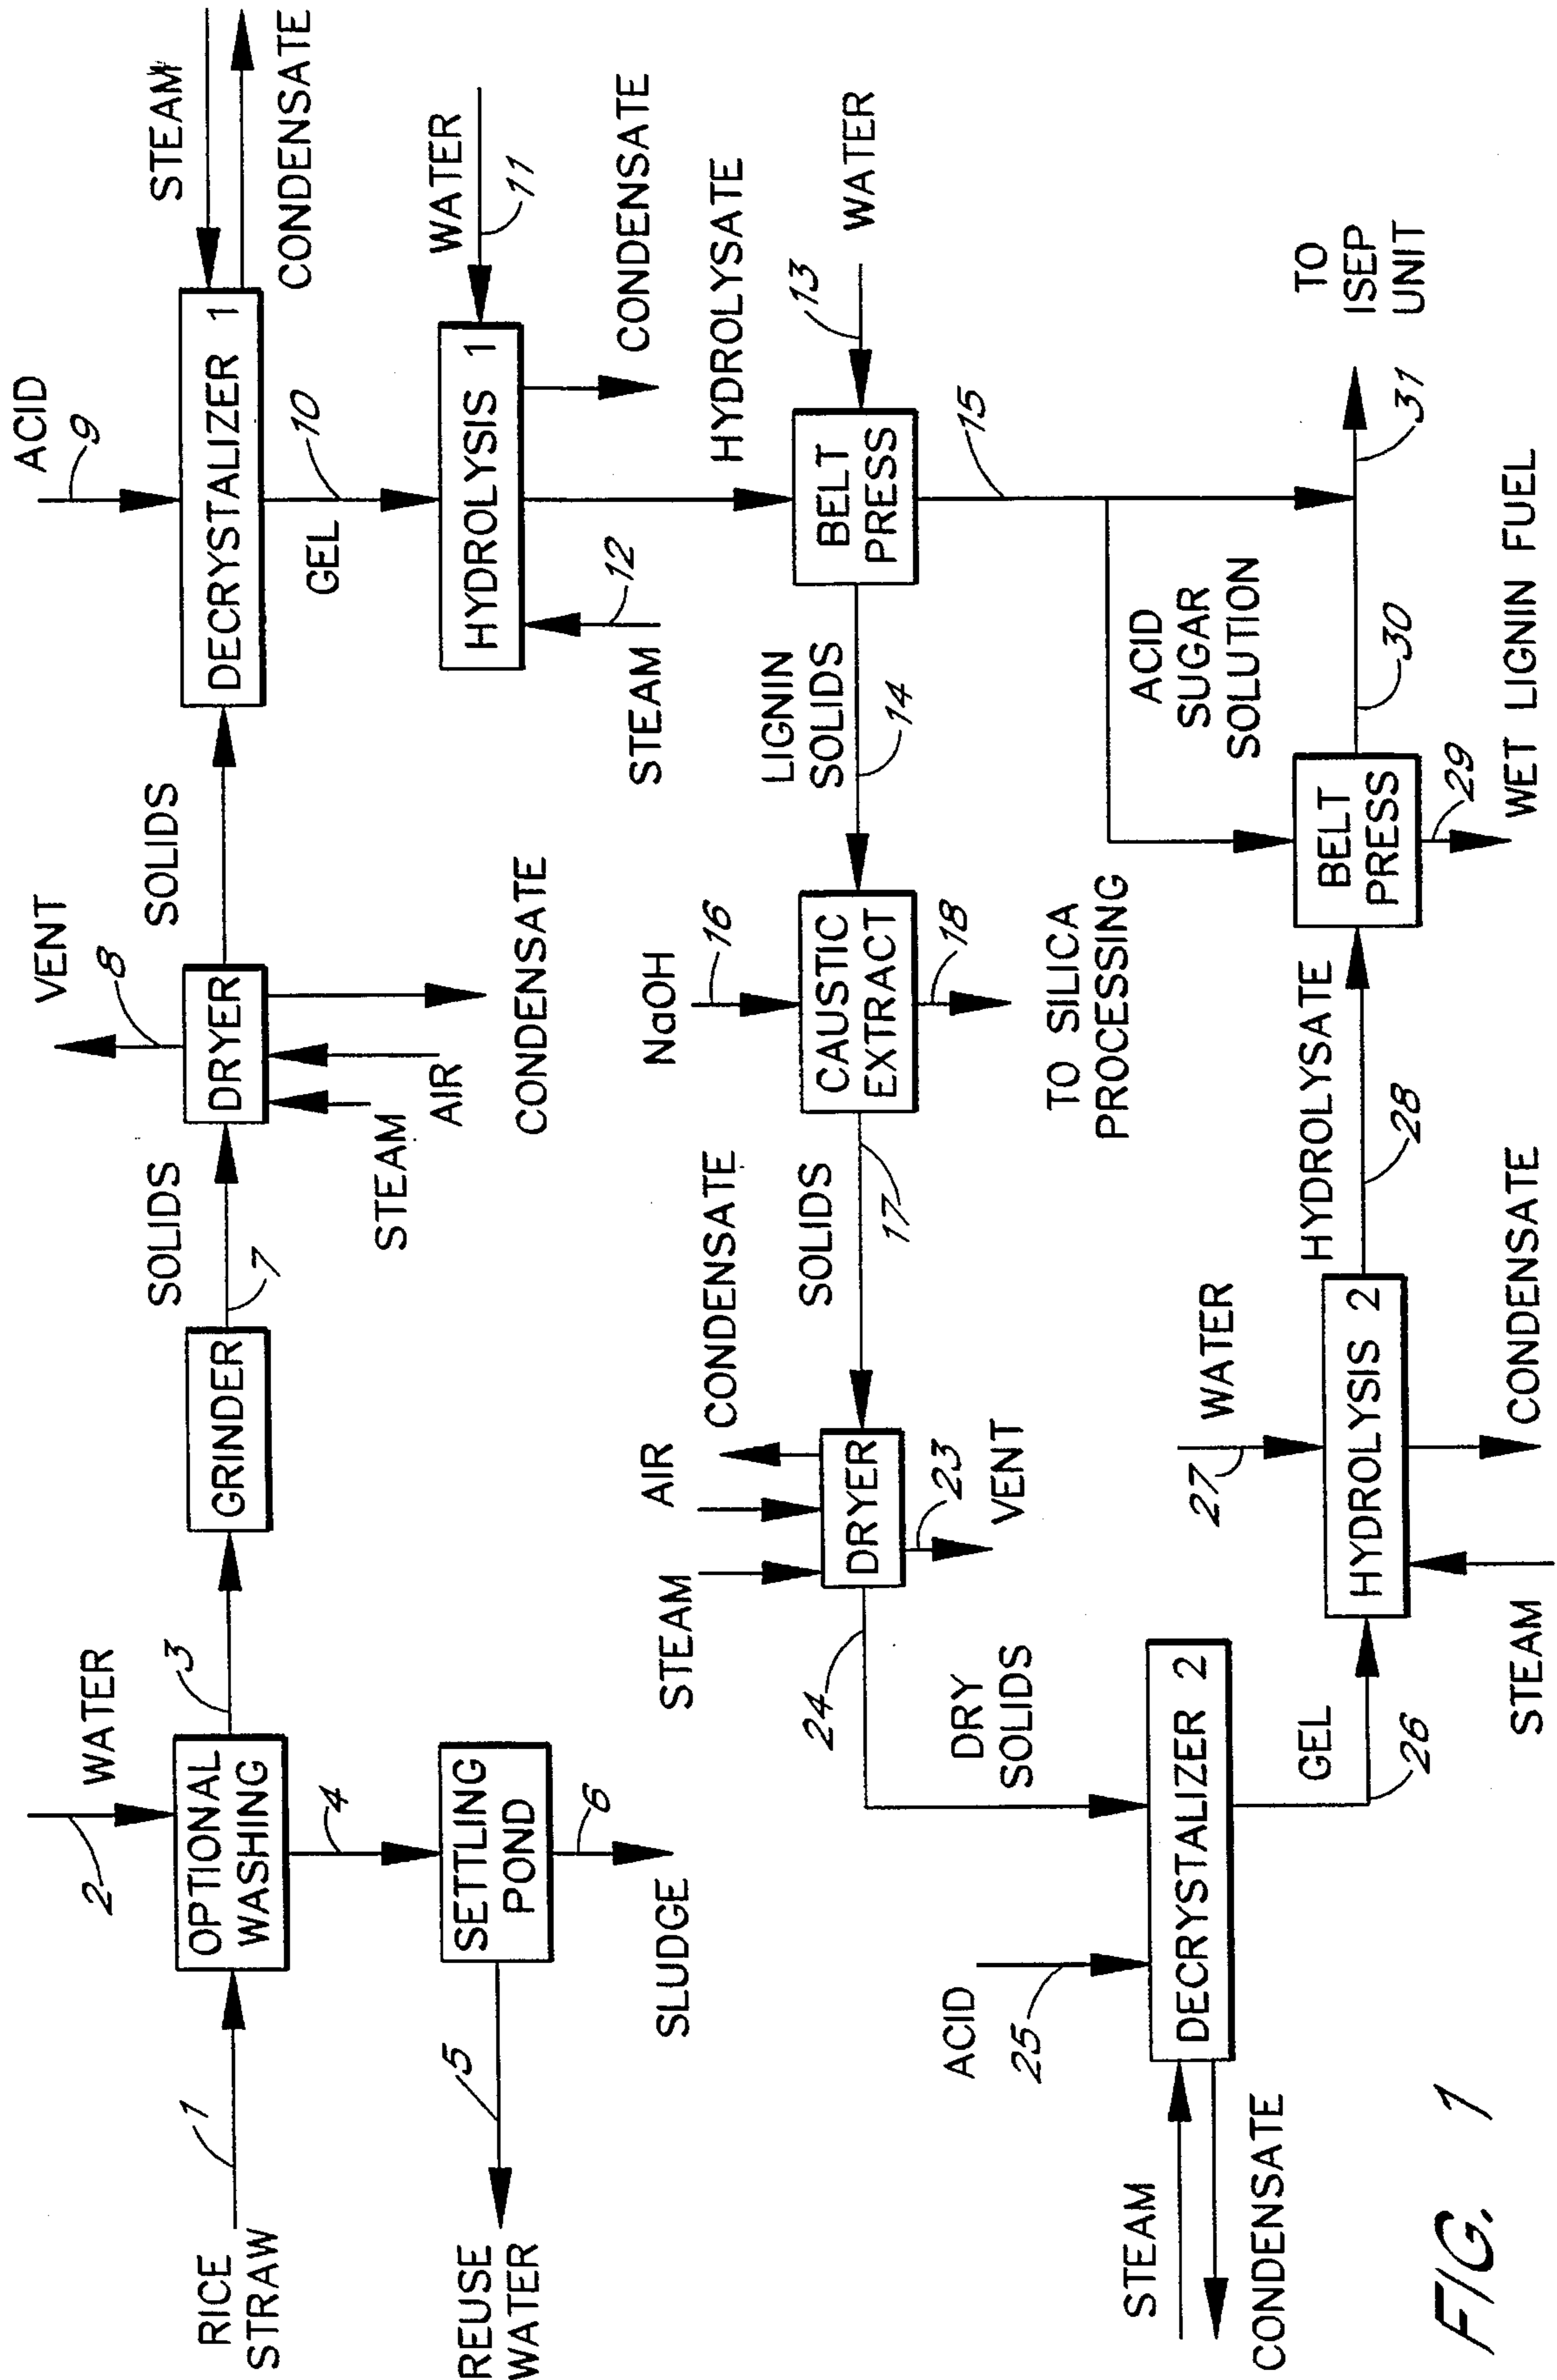 RICE
STRAW
1
2
WATER
OPTIONAL
WASHING
3
4
SETTLING
POND
5
REUSE
WATER
6
SLUDGE
GRINDER
7
SOLIDS
DRYER
8
VENT
STEAM
AIR
CONDENSATE
SOLIDS
ACID
9
DECRYSTALIZER 1
STEAM
CONDENSATE
10
GEL
HYDROLYSIS 1
WATER
11
STEAM
12
CONDENSATE
HYDROLYSATE
BELT
PRESS
13
WATER
LIGNIN
SOLIDS
14
15
NaOH
16
CAUSTIC
EXTRACT
18
TO SILICA
PROCESSING
SOLIDS
17
DRYER
STEAM
AIR
CONDENSATE
23
VENT
24
DRY
SOLIDS
ACID
25
DECRYSTALIZER 2
STEAM
CONDENSATE
GEL
26
HYDROLYSIS 2
WATER
27
STEAM
CONDENSATE
HYDROLYSATE
28
BELT
PRESS
ACID
SUGAR
SOLUTION
29
WET LIGNIN FUEL
30
31
TO
ISEP
UNIT
FIG. 1